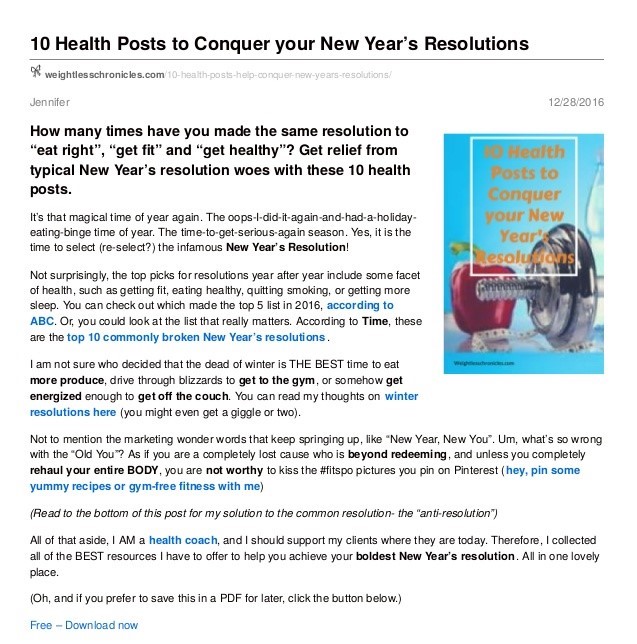 10 Health Posts to Conquer your New Year’s Resolutions
weightlesschronicles.com/10-health-posts-help-conquer-new-years-resolutions/
Jennifer 12/28/2016
How many times have you made the same resolution to
“eat right”, “get fit” and “get healthy”? Get relief from
typical New Year’s resolution woes with these 10 health
posts.
10 Health
Posts to
Conquer
your New
Year's
Resolutions
Weightlesschronicles.com
It’s that magical time of year again. The oops-I-did-it-again-and-had-a-holiday-
eating-binge time of year. The time-to-get-serious-again season. Yes, it is the
time to select (re-select?) the infamous New Year’s Resolution!
Not surprisingly, the top picks for resolutions year after year include some facet
of health, such as getting fit, eating healthy, quitting smoking, or getting more
sleep. You can check out which made the top 5 list in 2016, according to
ABC. Or, you could look at the list that really matters. According to Time, these
are the top 10 commonly broken New Year’s resolutions.
I am not sure who decided that the dead of winter is THE BEST time to eat
more produce, drive through blizzards to get to the gym, or somehow get
energized enough to get off the couch. You can read my thoughts on winter
resolutions here (you might even get a giggle or two).
Not to mention the marketing wonder words that keep springing up, like “New Year, New You”. Um, what’s so wrong
with the “Old You”? As if you are a completely lost cause who is beyond redeeming, and unless you completely
rehaul your entire BODY, you are not worthy to kiss the #fitspo pictures you pin on Pinterest (hey, pin some
yummy recipes or gym-free fitness with me)
(Read to the bottom of this post for my solution to the common resolution- the “anti-resolution”)
All of that aside, I AM a health coach, and I should support my clients where they are today. Therefore, I collected
all of the BEST resources I have to offer to help you achieve your boldest New Year’s resolution. All in one lovely
place.
(Oh, and if you prefer to save this in a PDF for later, click the button below.)
Free – Download now